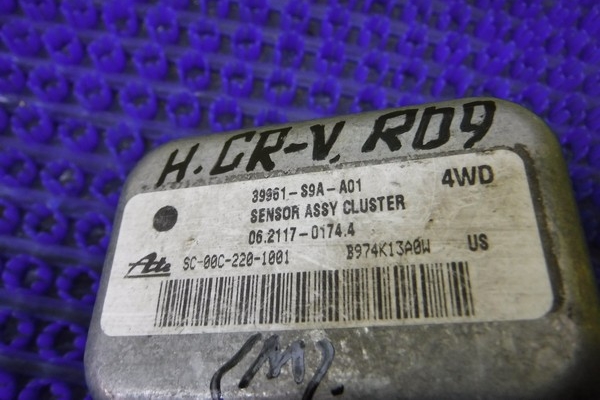 H. CR-V. RD9
39961-S9A-A01 4WD
SENSOR ASSY CLUSTER
06.2117-0174.4
Ate SC-00C-220-1001 B974K13A0W US
(M).